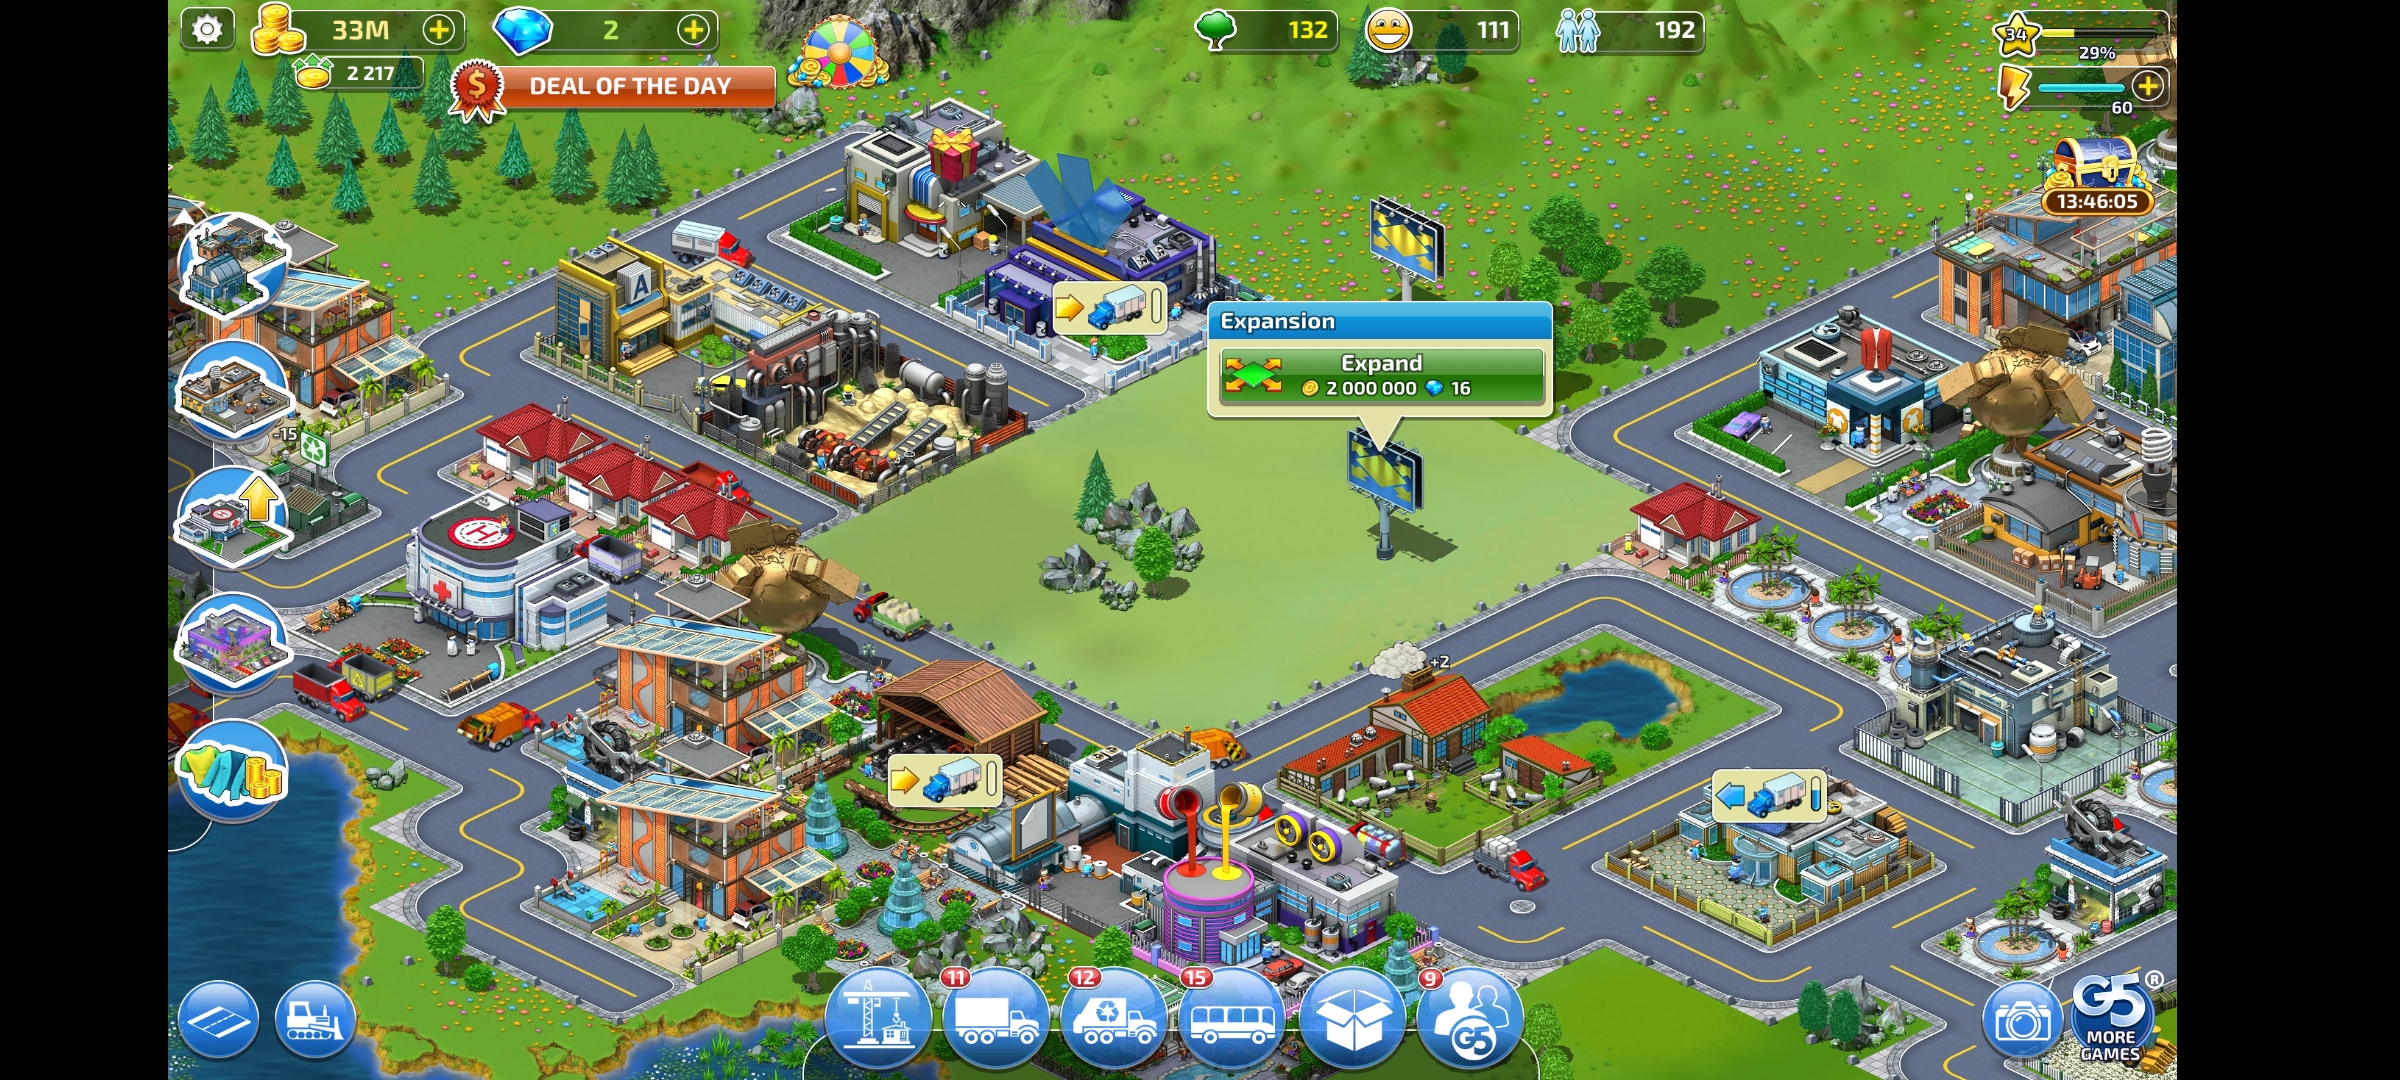 33M
2
132
111
192
34
29%
2 217
DEAL OF THE DAY
60
13:46:05
Expansion
Expand
2 000 000 16
A
-15
H
+2
11
12
15
9
G5
G5®
MORE
GAMES